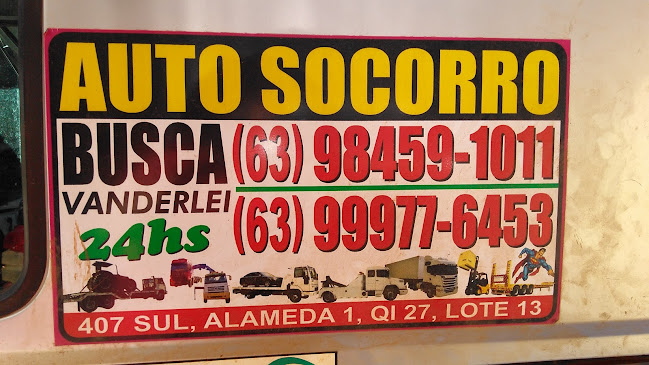 AUTO SOCORRO
BUSCA (63) 98459-1011
VANDERLEI (63) 99977-6453
24hs
407 SUL, ALAMEDA 1, QI 27, LOTE 13